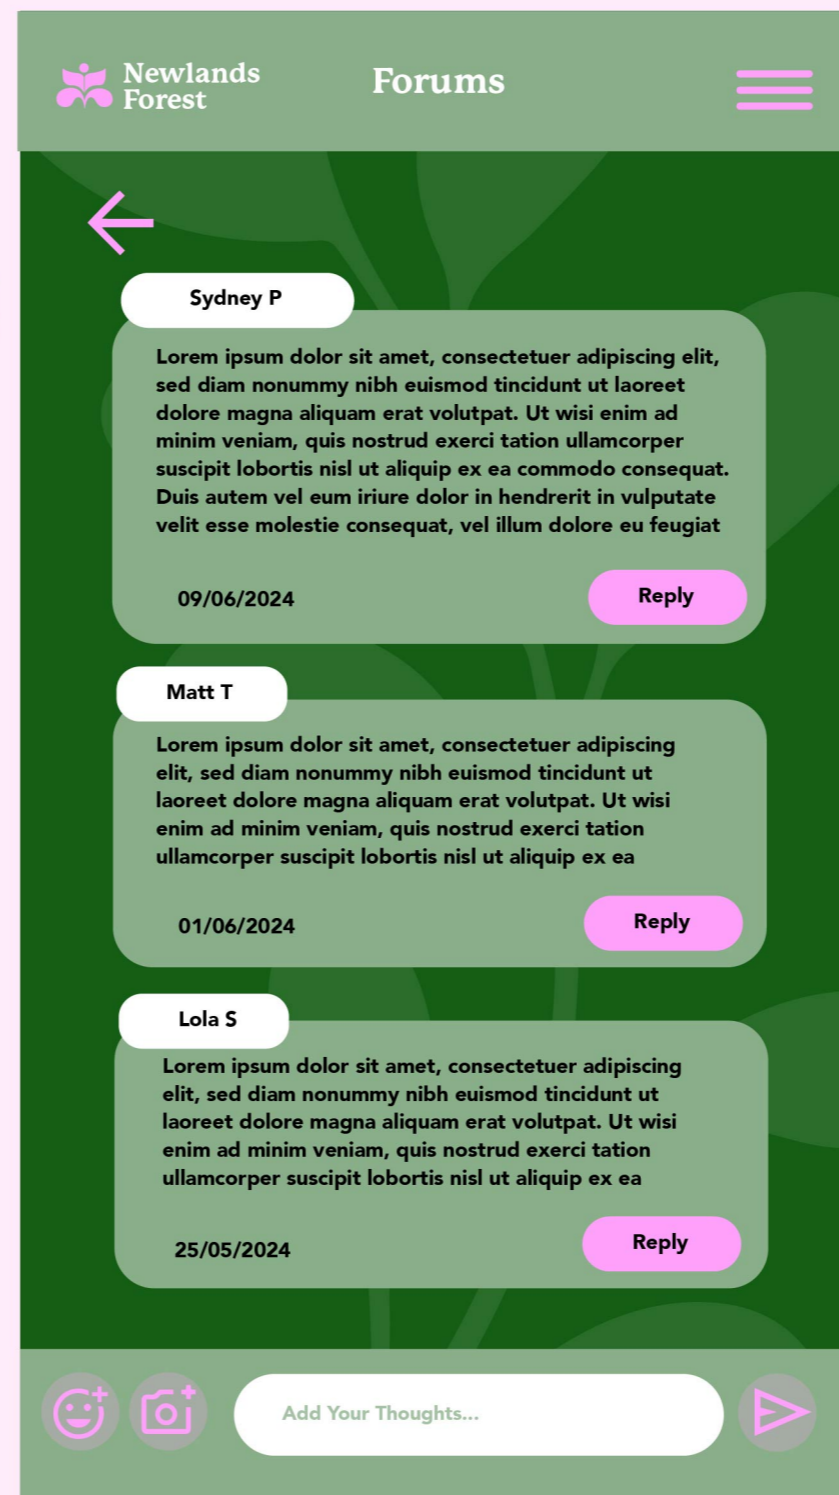 Newlands
Forest
Forums
Sydney P
Lorem ipsum dolor sit amet, consectetuer adipiscing elit,
sed diam nonummy nibh euismod tincidunt ut laoreet
dolore magna aliquam erat volutpat. Ut wisi enim ad
minim veniam, quis nostrud exerci tation ullamcorper
suscipit lobortis nisl ut aliquip ex ea commodo consequat.
Duis autem vel eum iriure dolor in hendrerit in vulputate
velit esse molestie consequat, vel illum dolore eu feugiat
09/06/2024
Reply
Matt T
Lorem ipsum dolor sit amet, consectetuer adipiscing
elit, sed diam nonummy nibh euismod tincidunt ut
laoreet dolore magna aliquam erat volutpat. Ut wisi
enim ad minim veniam, quis nostrud exerci tation
ullamcorper suscipit lobortis nisl ut aliquip ex ea
01/06/2024
Reply
Lola S
Lorem ipsum dolor sit amet, consectetuer adipiscing
elit, sed diam nonummy nibh euismod tincidunt ut
laoreet dolore magna aliquam erat volutpat. Ut wisi
enim ad minim veniam, quis nostrud exerci tation
ullamcorper suscipit lobortis nisl ut aliquip ex ea
25/05/2024
Reply
Add Your Thoughts...